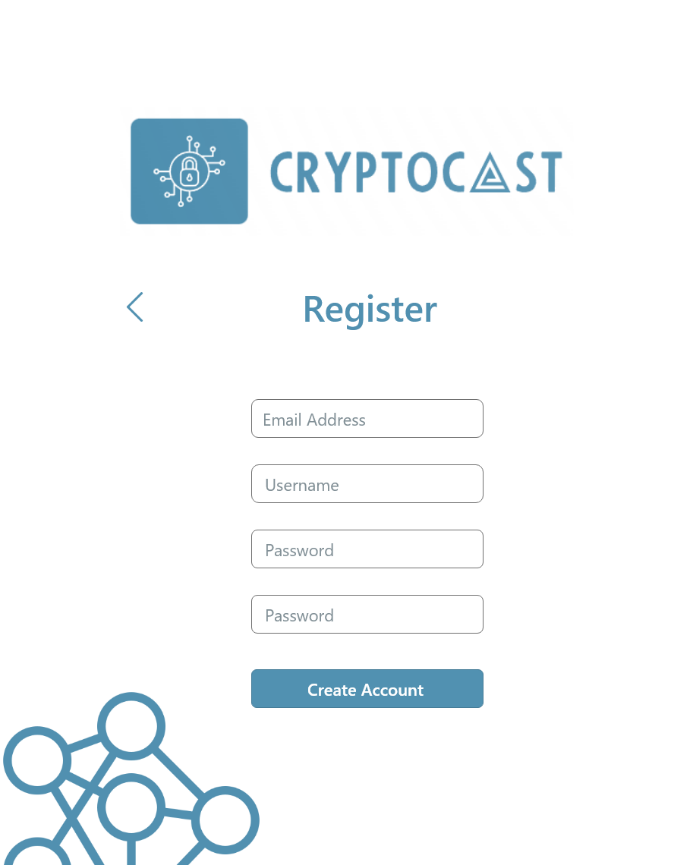 CRYPTOCAST
Register
Email Address
Username
Password
Password
Create Account